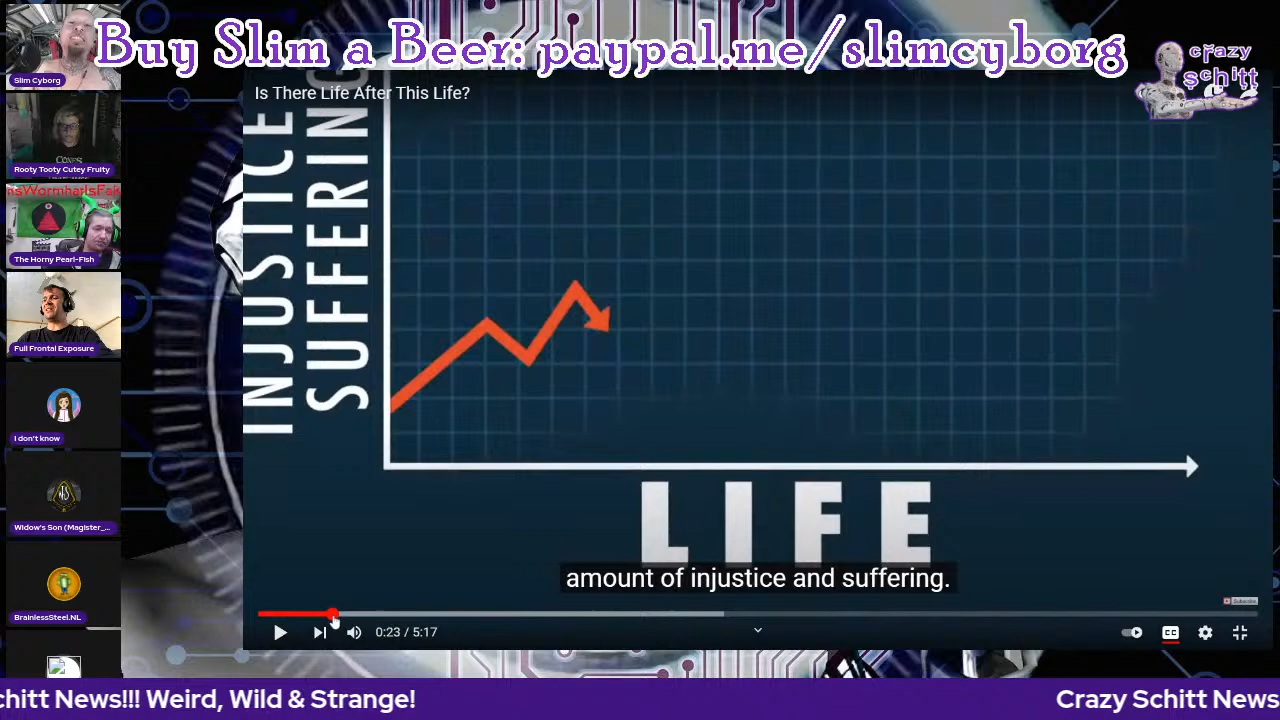 Buy Slim a Beer: paypal.me/slimcyborg
crazy
schitt
Slim Cyborg
Rooty Tooty Cutey Fruity
The Horny Pearl-Fish
Full Frontal Exposure
I don't know
Widow's Son (Magister_...
BrainlessSteel.NL
Is There Life After This Life?
INJUSTICE
SUFFERING
LIFE
amount of injustice and suffering.
Subscribe
0:23 / 5:17
CC
chitt News!!! Weird, Wild & Strange!
Crazy Schitt News